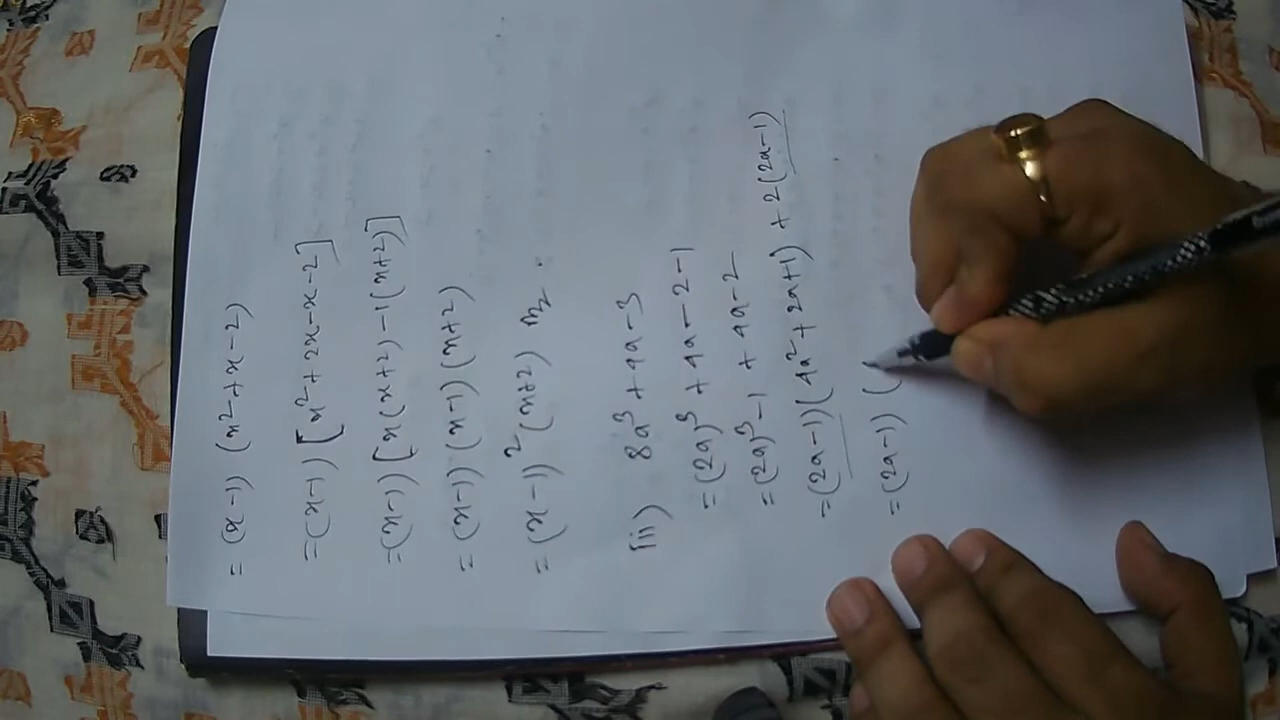 = (x-1) (x²+x-2)
= (x-1) [x²+2x-x-2]
= (x-1) [x(x+2)-1(x+2)]
= (x-1) (x-1) (x+2)
= (x-1)² (x+2)
(ii) 8a³+4a-3
= (2a)³+4a-2-1
= (2a)³-1+4a-2
= (2a-1)(4a²+2a+1)+2(2a-1)
= (2a-1) (